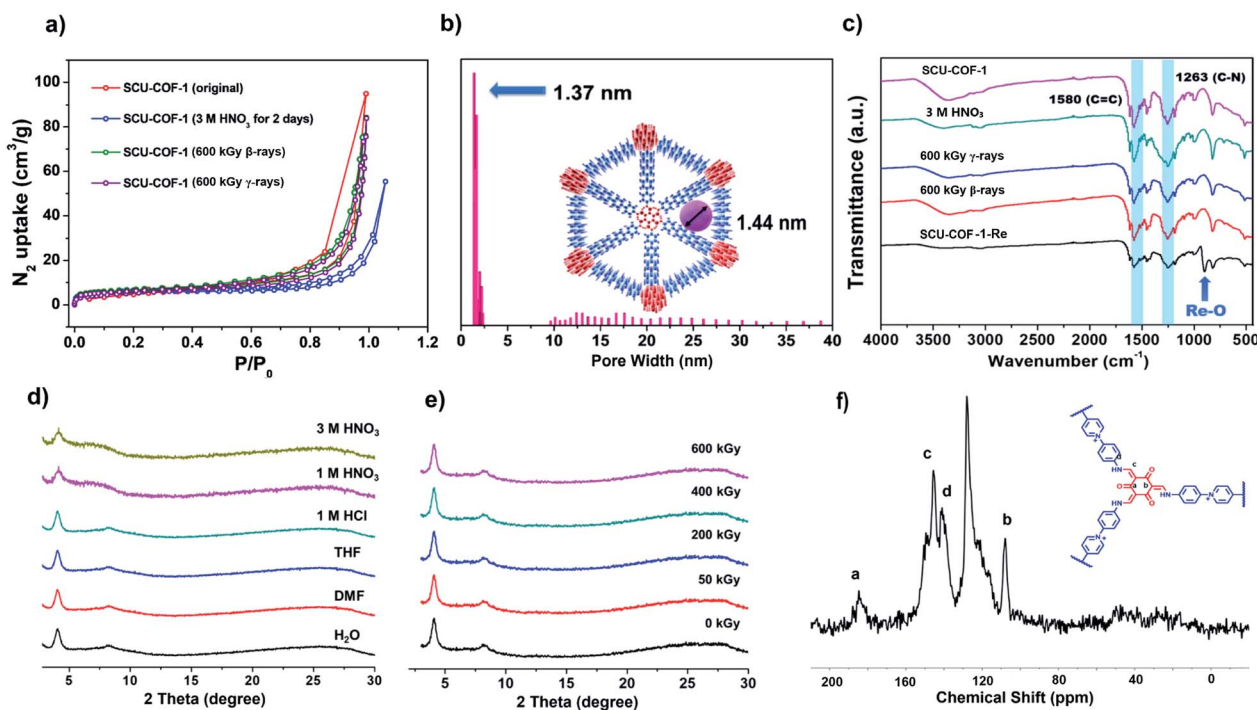 a)
N₂ uptake (cm³/g)
100
80
60
40
20
0
SCU-COF-1 (original)
SCU-COF-1 (3 M HNO₃ for 2 days)
SCU-COF-1 (600 kGy β-rays)
SCU-COF-1 (600 kGy γ-rays)
0.0 0.2 0.4 0.6 0.8 1.0 1.2
P/P₀
b)
1.37 nm
1.44 nm
0 5 10 15 20 25 30 35 40
Pore Width (nm)
c)
Transmittance (a.u.)
SCU-COF-1
1263 (C-N)
1580 (C=C)
3 M HNO₃
600 kGy γ-rays
600 kGy β-rays
SCU-COF-1-Re
Re-O
4000 3000 2000 1500 1000 500
Wavenumber (cm⁻¹)
d)
3 M HNO₃
1 M HNO₃
1 M HCl
THF
DMF
H₂O
5 10 15 20 25 30
2 Theta (degree)
e)
600 kGy
400 kGy
200 kGy
50 kGy
0 kGy
5 10 15 20 25 30
2 Theta (degree)
f)
a
c
d
b
200 160 120 80 40 0
Chemical Shift (ppm)